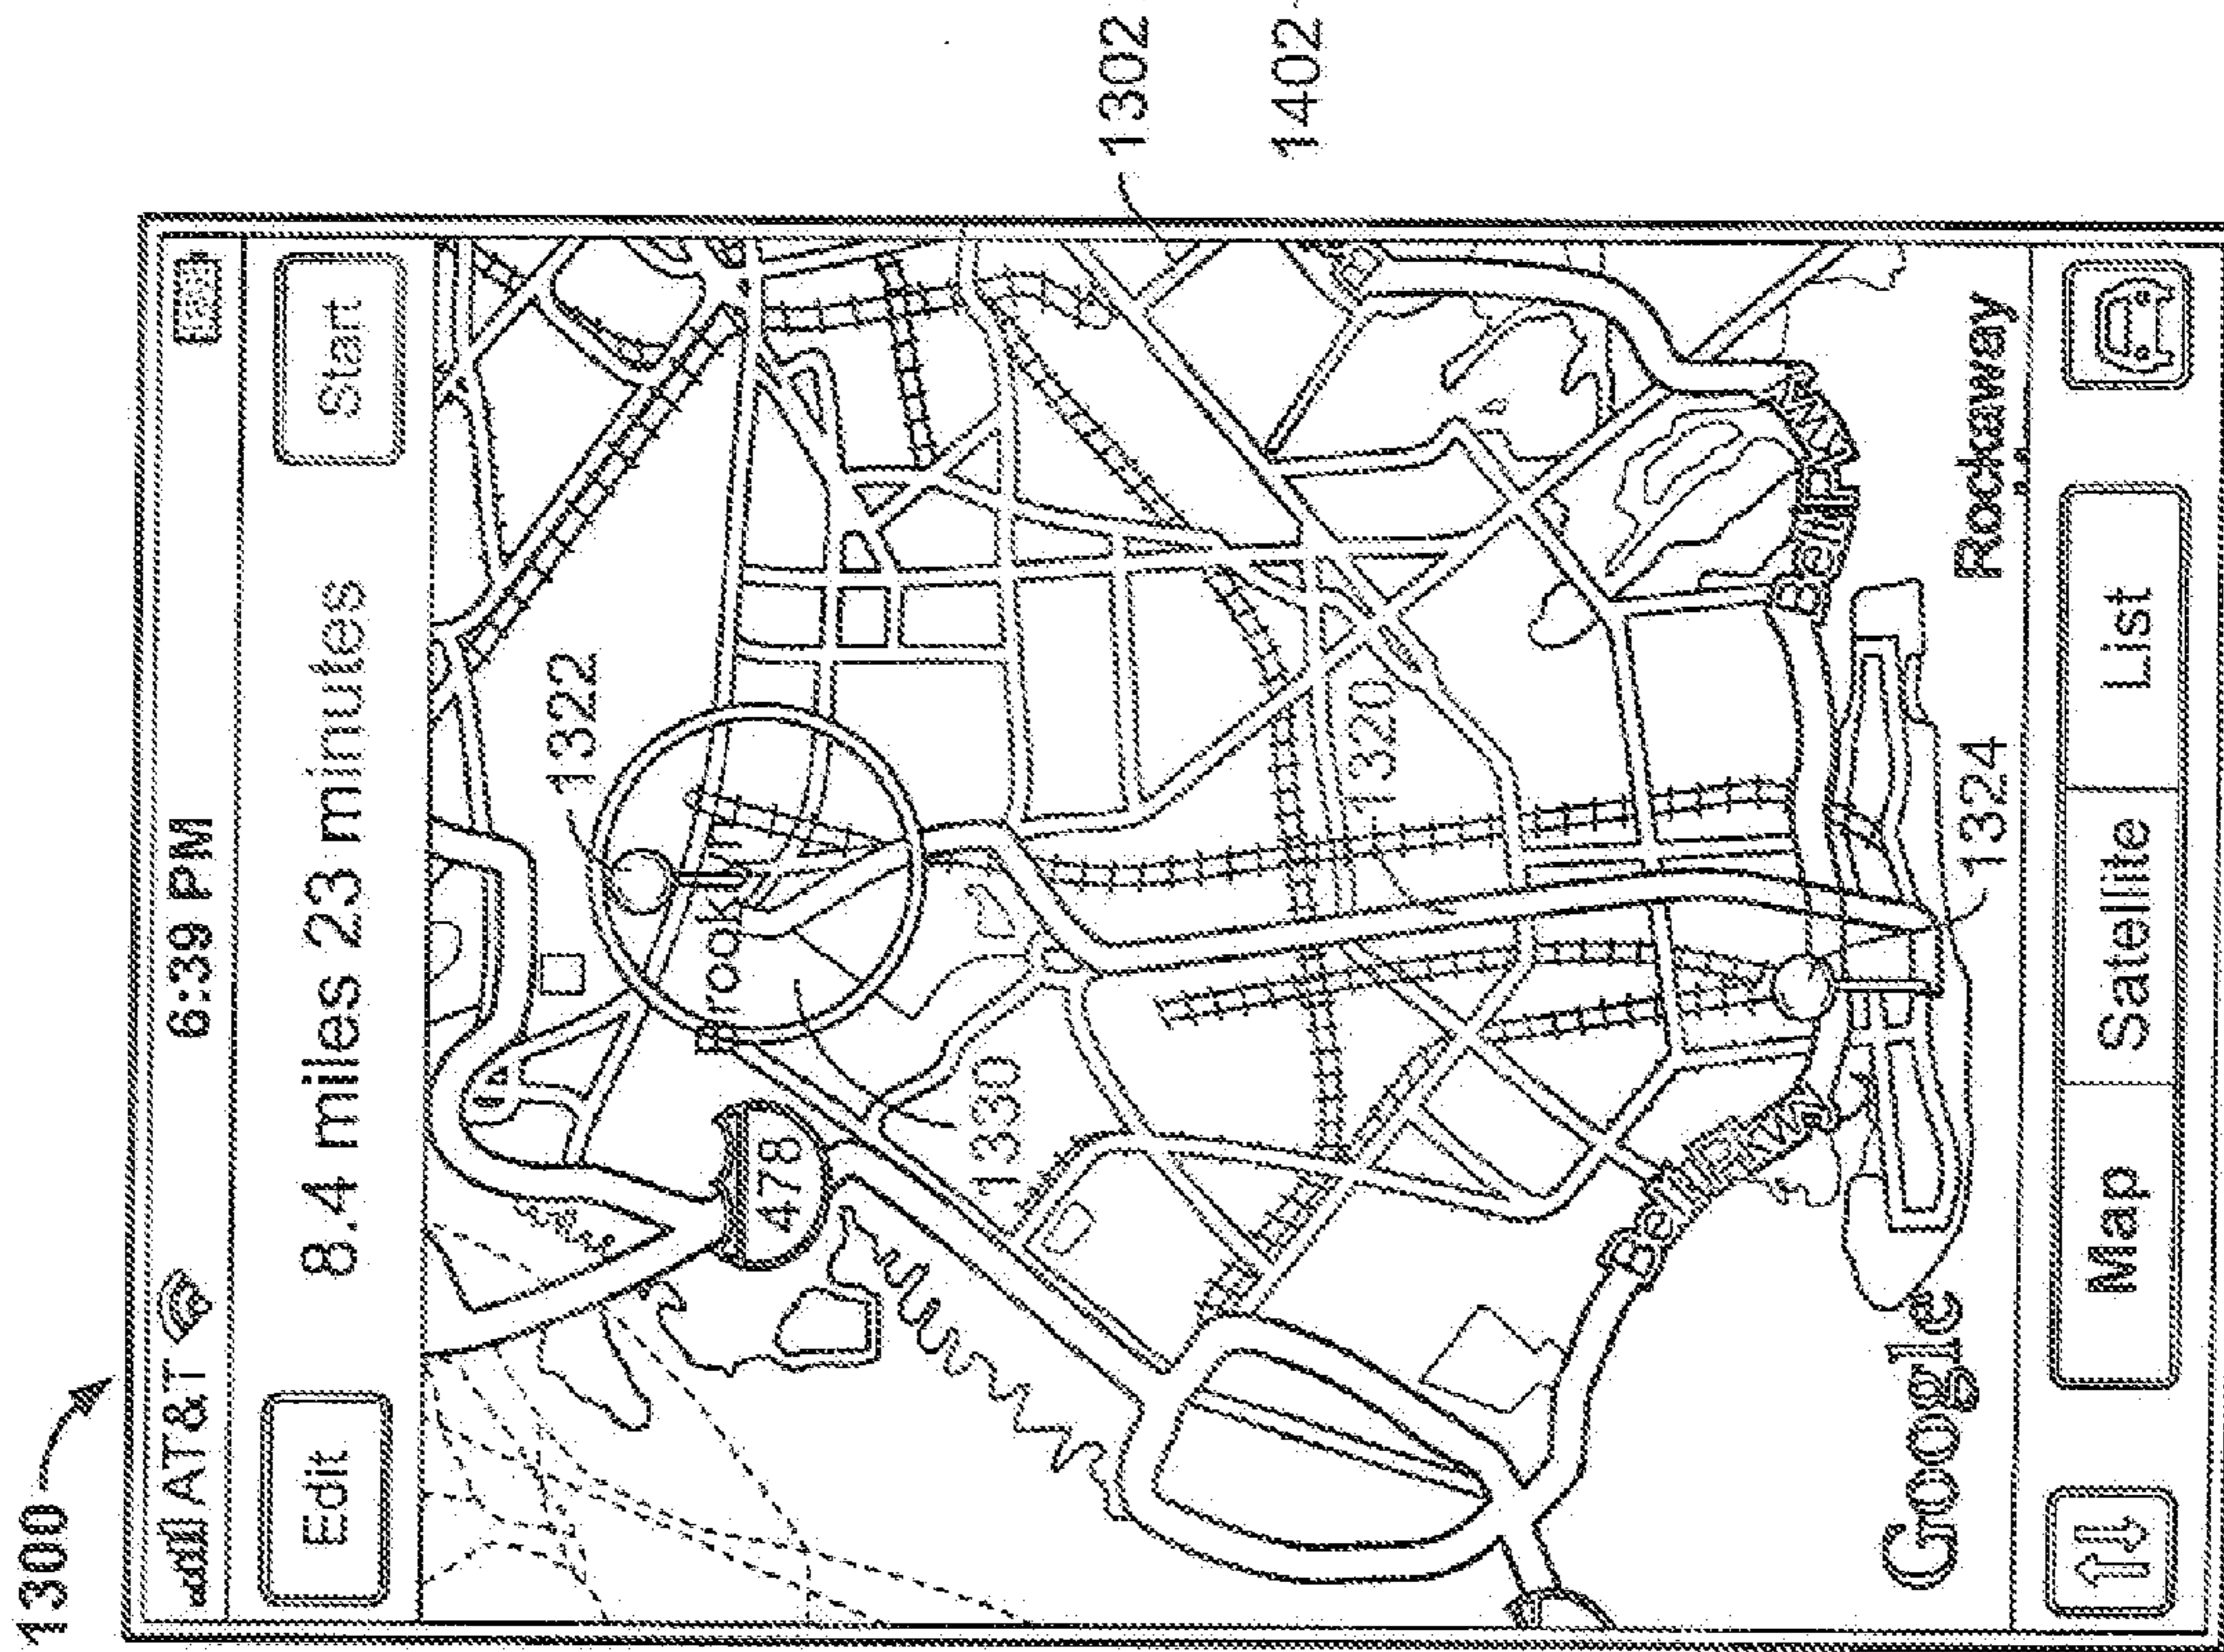 1300
AT&T 6:39 PM
Edit 8.4 miles 23 minutes Start
1322
Brooklyn
478
1330
1302
1320
1402
Belt Pkwy
Belt Pkwy
Google
1324
Rockaway
Map Satellite List